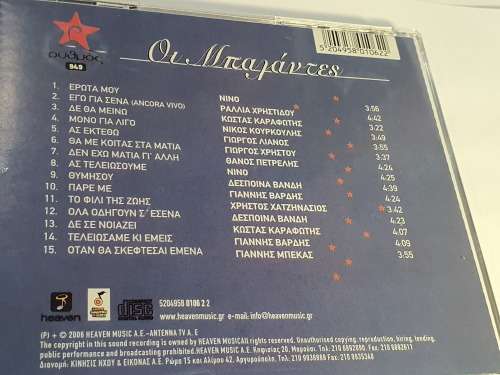 ρυθμός
949
Οι Μπαλάντες
5204958010622
1. ΕΡΩΤΑ ΜΟΥ ΝΙΝΟ 3:56
2. ΕΓΩ ΓΙΑ ΣΕΝΑ (ANCORA VIVO) ΡΑΛΛΙΑ ΧΡΗΣΤΙΔΟΥ 4:42
3. ΔΕ ΘΑ ΜΕΙΝΩ ΚΩΣΤΑΣ ΚΑΡΑΦΩΤΗΣ 3:22
4. ΜΟΝΟ ΓΙΑ ΛΙΓΟ ΝΙΚΟΣ ΚΟΥΡΚΟΥΛΗΣ 3:49
5. ΑΣ ΕΚΤΕΘΩ ΓΙΩΡΓΟΣ ΛΙΑΝΟΣ 3:55
6. ΘΑ ΜΕ ΚΟΙΤΑΣ ΣΤΑ ΜΑΤΙΑ ΓΙΩΡΓΟΣ ΧΡΗΣΤΟΥ 3:37
7. ΔΕΝ ΕΧΩ ΜΑΤΙΑ ΓΙ' ΑΛΛΗ ΘΑΝΟΣ ΠΕΤΡΕΛΗΣ 4:24
8. ΑΣ ΤΕΛΕΙΩΣΟΥΜΕ ΝΙΝΟ 4:25
9. ΘΥΜΗΣΟΥ ΔΕΣΠΟΙΝΑ ΒΑΝΔΗ 4:39
10. ΠΑΡΕ ΜΕ ΓΙΑΝΝΗΣ ΒΑΡΔΗΣ 4:24
11. ΤΟ ΦΙΛΙ ΤΗΣ ΖΩΗΣ ΧΡΗΣΤΟΣ ΧΑΤΖΗΝΑΣΙΟΣ 3:42
12. ΟΛΑ ΟΔΗΓΟΥΝ Σ΄ΕΣΕΝΑ ΔΕΣΠΟΙΝΑ ΒΑΝΔΗ 4:23
13. ΔΕ ΣΕ ΝΟΙΑΖΕΙ ΚΩΣΤΑΣ ΚΑΡΑΦΩΤΗΣ 4:07
14. ΤΕΛΕΙΩΣΑΜΕ ΚΙ ΕΜΕΙΣ ΓΙΑΝΝΗΣ ΒΑΡΔΗΣ 4:09
15. ΟΤΑΝ ΘΑ ΣΚΕΦΤΕΣΑΙ ΕΜΕΝΑ ΓΙΑΝΝΗΣ ΜΠΕΚΑΣ 3:55
heaven
disc
5204958 0106 2 2
www.heavenmusic.gr e-mail: info@heavenmusic.gr
(P) + © 2006 HEAVEN MUSIC A.E.-ANTENNA TV A. E
The copyright in this sound recording is owned by HEAVEN MUSIC
All rights reserved. Unauthorised copying, reproduction, hiring, lending, public performance and broadcasting prohibited.